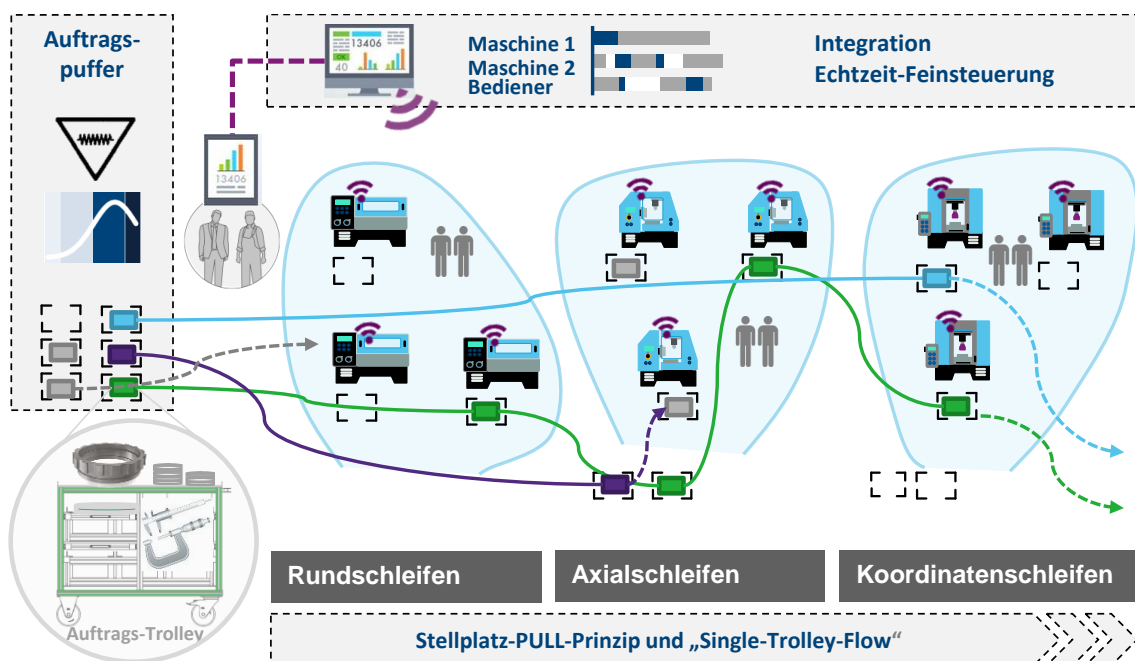 Auftrags-
puffer
13406
OK
40
Maschine 1
Maschine 2
Bediener
Integration
Echtzeit-Feinsteuerung
13406
Auftrags-Trolley
Rundschleifen
Axialschleifen
Koordinatenschleifen
Stellplatz-PULL-Prinzip und „Single-Trolley-Flow“